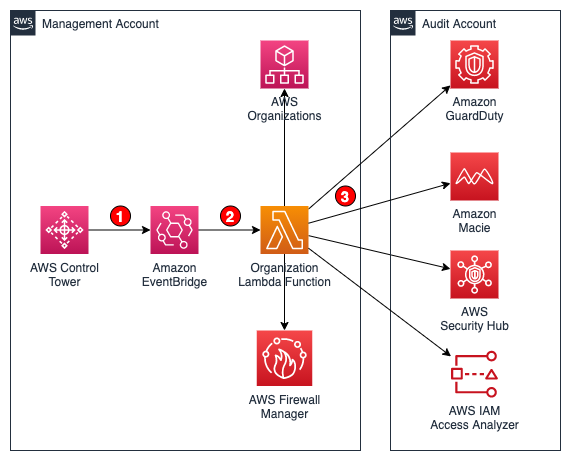 aws
Management Account
aws
Audit Account
AWS
Organizations
Amazon
GuardDuty
3
Amazon
Macie
1
2
AWS Control
Tower
Amazon
EventBridge
Organization
Lambda Function
AWS
Security Hub
AWS Firewall
Manager
AWS IAM
Access Analyzer